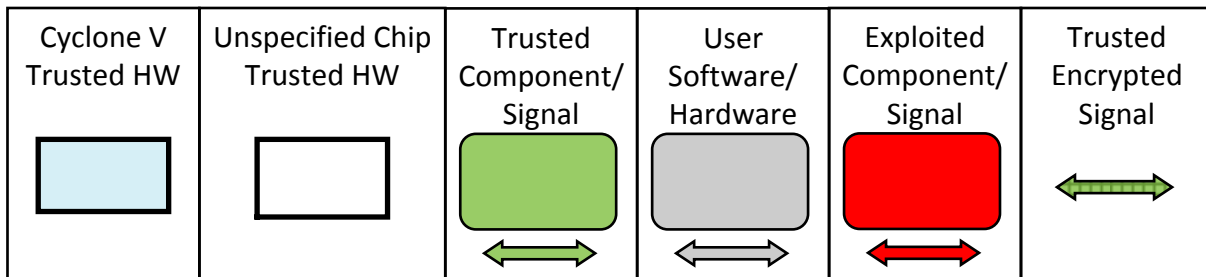 Cyclone V
Trusted HW
Unspecified Chip
Trusted HW
Trusted
Component/
Signal
User
Software/
Hardware
Exploited
Component/
Signal
Trusted
Encrypted
Signal